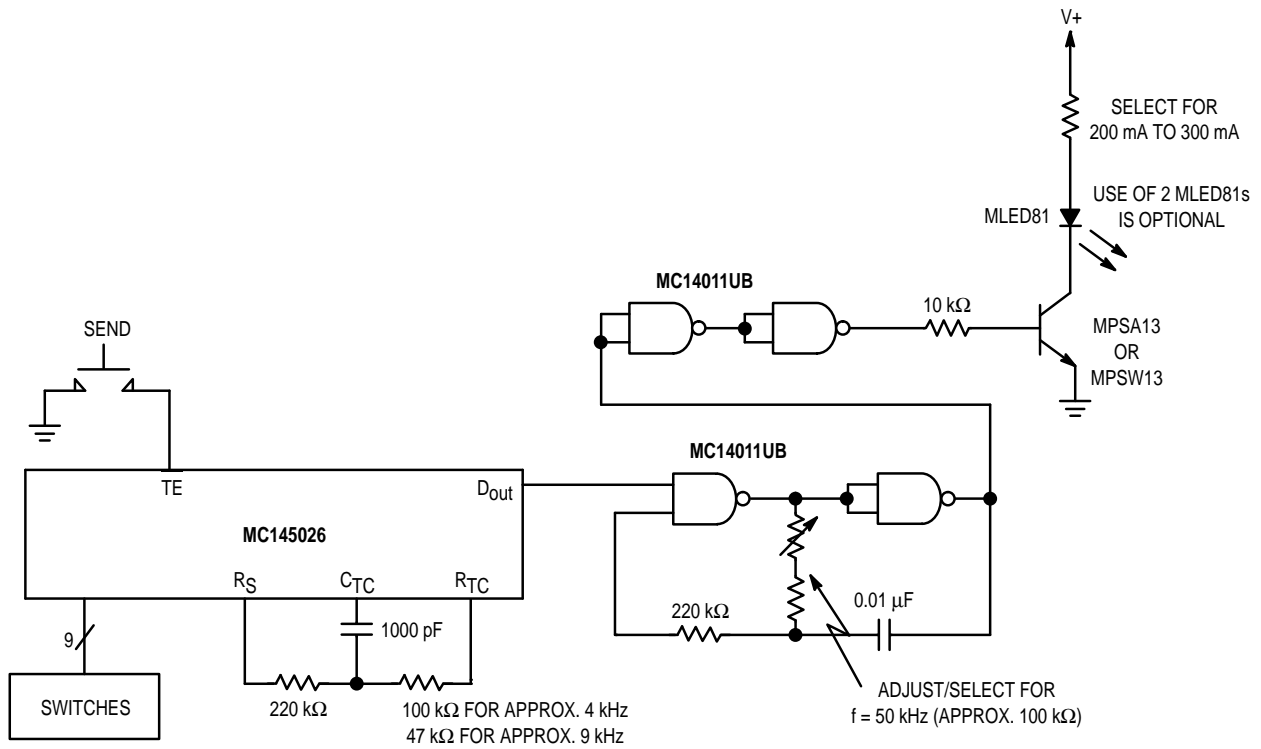 V+
SELECT FOR
200 mA TO 300 mA
MLED81
USE OF 2 MLED81s
IS OPTIONAL
MC14011UB
10 kΩ
MPSA13
OR
MPSW13
SEND
MC14011UB
TE
Dout
MC145026
RS
CTC
RTC
9
1000 pF
220 kΩ
0.01 μF
SWITCHES
220 kΩ
100 kΩ FOR APPROX. 4 kHz
47 kΩ FOR APPROX. 9 kHz
ADJUST/SELECT FOR
f = 50 kHz (APPROX. 100 kΩ)